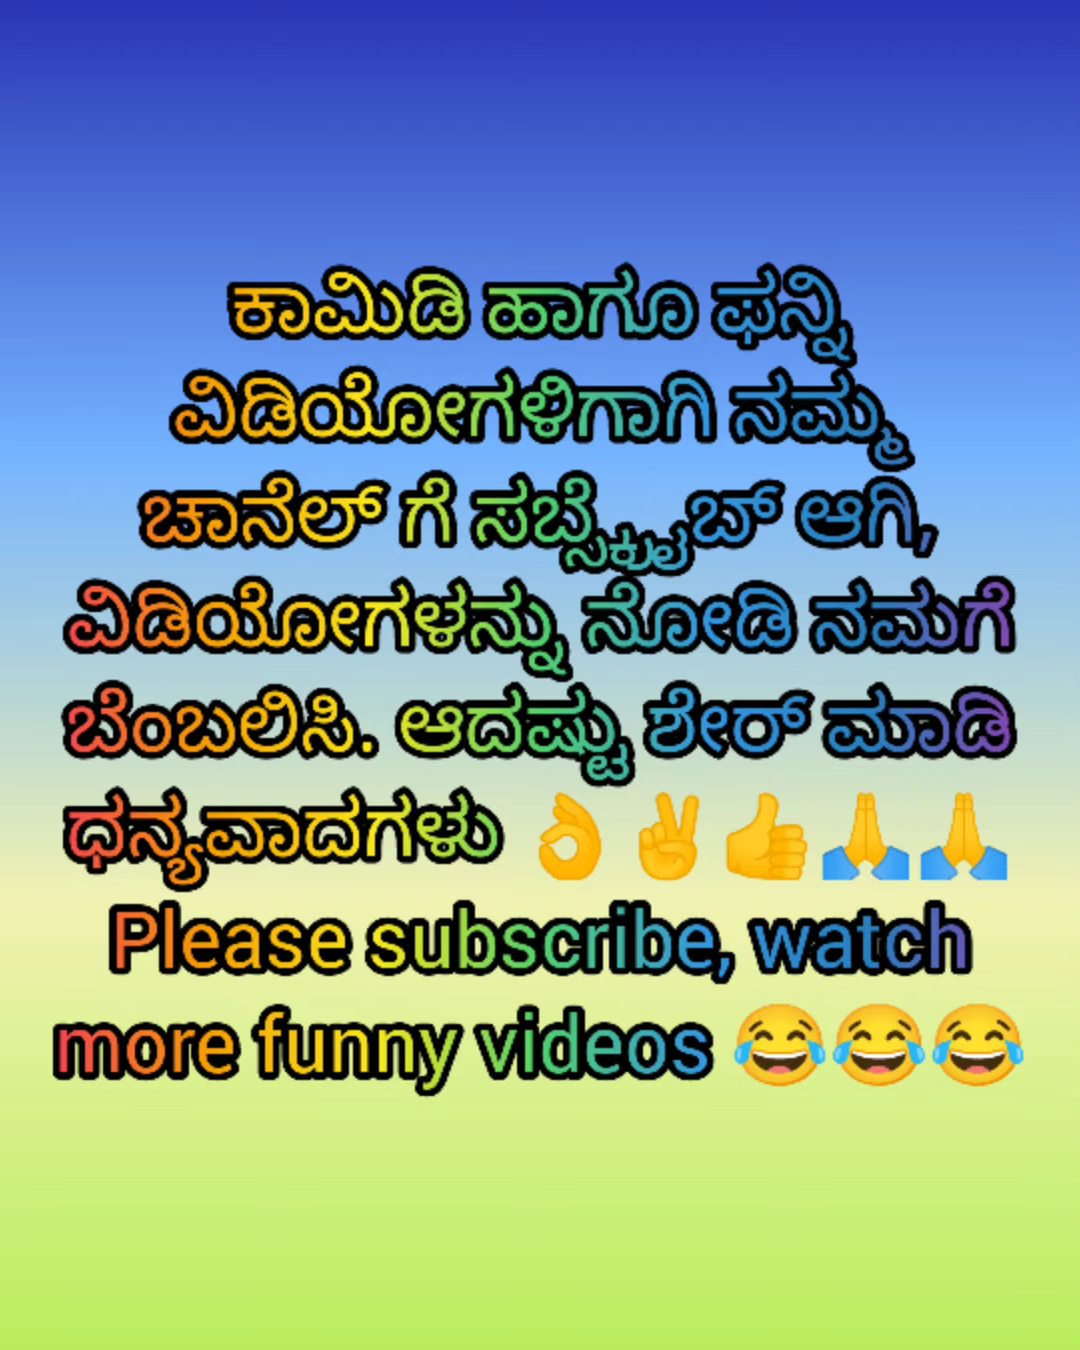 ಕಾಮಿಡಿ ಹಾಗೂ ಫನ್ನಿ
ವಿಡಿಯೋಗಳಿಗಾಗಿ ನಮ್ಮ
ಚಾನೆಲ್ ಗೆ ಸಬ್ಸ್ಕ್ರೈಬ್ ಆಗಿ,
ವಿಡಿಯೋಗಳನ್ನು ನೋಡಿ ನಮಗೆ
ಬೆಂಬಲಿಸಿ. ಆದಷ್ಟು ಶೇರ್ ಮಾಡಿ
ಧನ್ಯವಾದಗಳು 👌✌👍🙏🙏
Please subscribe, watch
more funny videos 😂😂😂